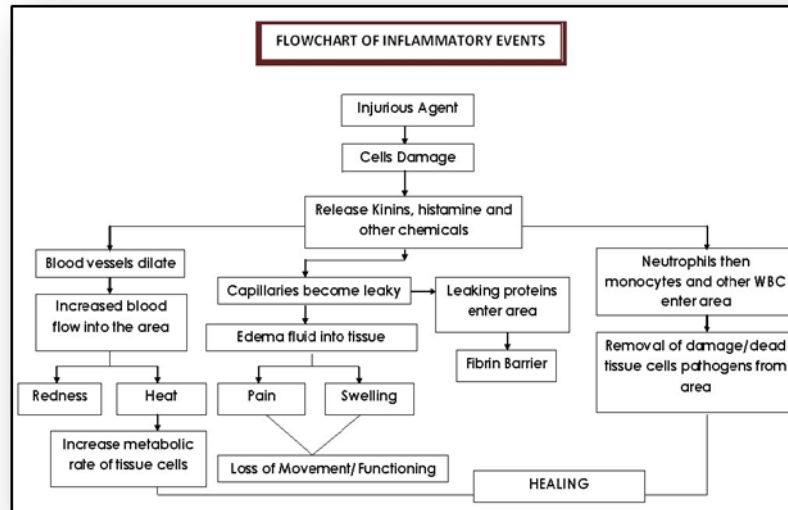 FLOWCHART OF INFLAMMATORY EVENTS
Injurious Agent
Cells Damage
Release Kinins, histamine and
other chemicals
Blood vessels dilate
Increased blood
flow into the area
Redness
Heat
Increase metabolic
rate of tissue cells
Capillaries become leaky
Edema fluid into tissue
Pain
Swelling
Loss of Movement/Functioning
Leaking proteins
enter area
Fibrin Barrier
Neutrophils then
monocytes and other WBC
enter area
Removal of damage/dead
tissue cells pathogens from
area
HEALING